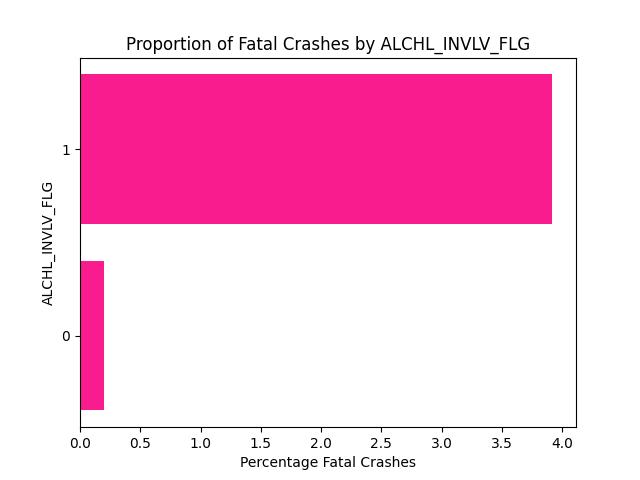 Proportion of Fatal Crashes by ALCHL_INVLV_FLG
ALCHL_INVLV_FLG
1
0
0.0 0.5 1.0 1.5 2.0 2.5 3.0 3.5 4.0
Percentage Fatal Crashes